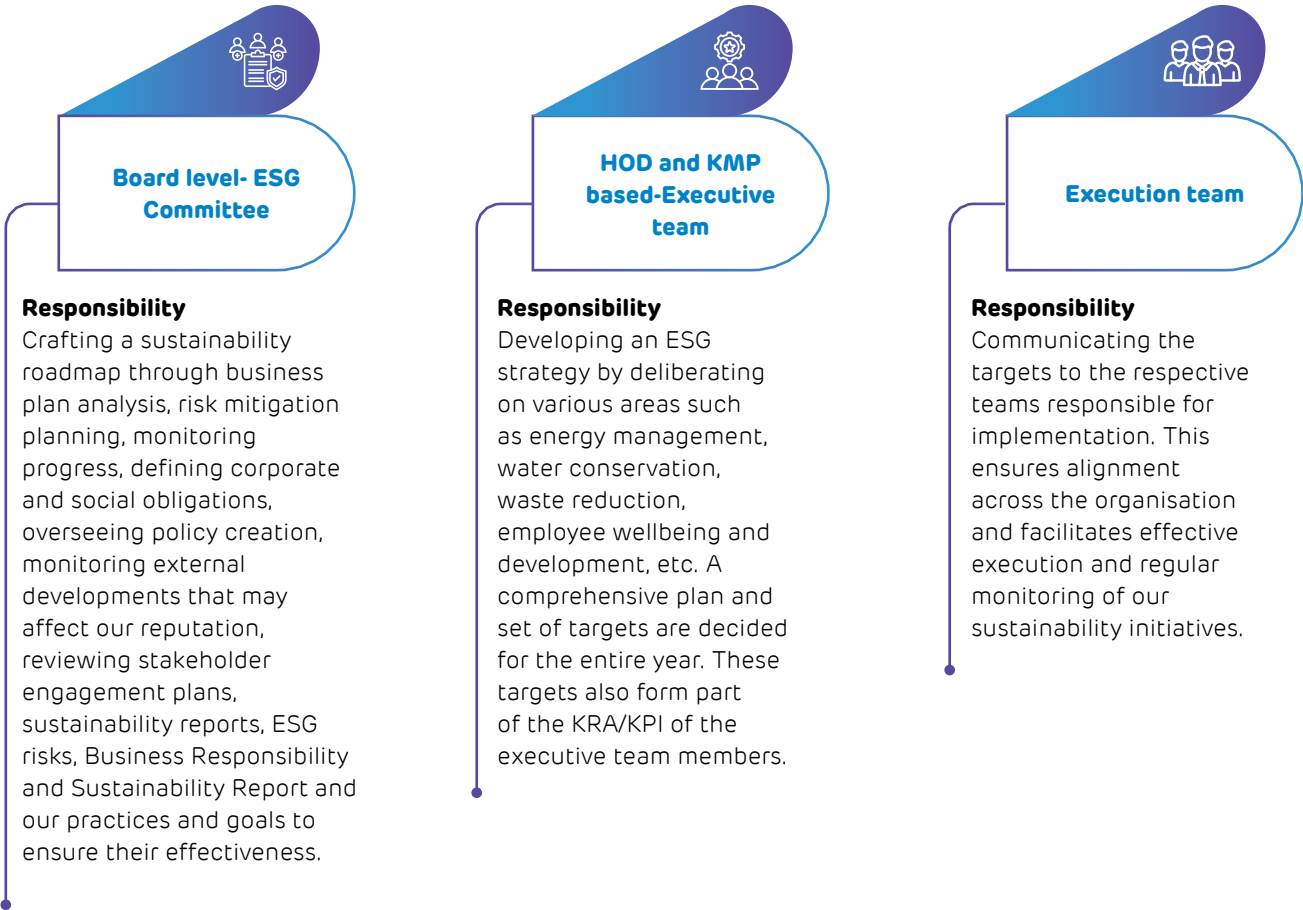 Board level- ESG
Committee
Responsibility
Crafting a sustainability
roadmap through business
plan analysis, risk mitigation
planning, monitoring
progress, defining corporate
and social obligations,
overseeing policy creation,
monitoring external
developments that may
affect our reputation,
reviewing stakeholder
engagement plans,
sustainability reports, ESG
risks, Business Responsibility
and Sustainability Report and
our practices and goals to
ensure their effectiveness.
HOD and KMP
based-Executive
team
Responsibility
Developing an ESG
strategy by deliberating
on various areas such
as energy management,
water conservation,
waste reduction,
employee wellbeing and
development, etc. A
comprehensive plan and
set of targets are decided
for the entire year. These
targets also form part
of the KRA/KPI of the
executive team members.
Execution team
Responsibility
Communicating the
targets to the respective
teams responsible for
implementation. This
ensures alignment
across the organisation
and facilitates effective
execution and regular
monitoring of our
sustainability initiatives.